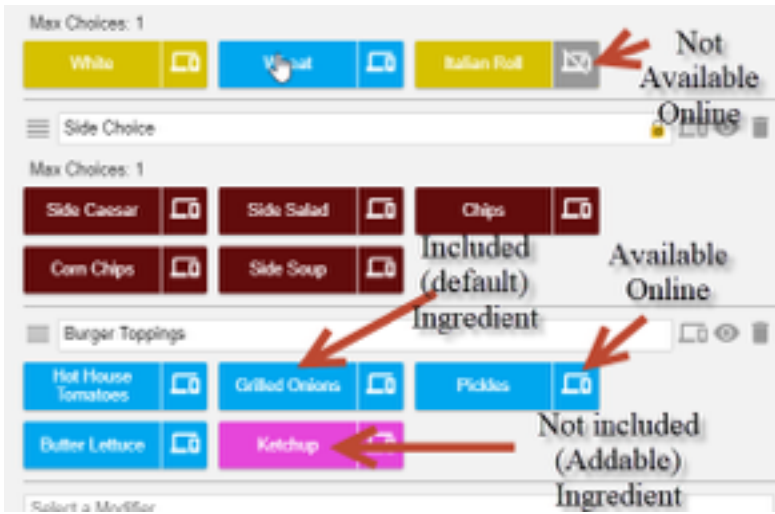 Max Choices: 1
White
Wheat
Italian Roll
Not
Available
Online
Side Choice
Max Choices: 1
Side Caesar
Side Salad
Chips
Corn Chips
Side Soup
Included
(default)
Ingredient
Available
Online
Burger Toppings
Hot House
Tomatoes
Grilled Onions
Pickles
Butter Lettuce
Ketchup
Not included
(Addable)
Ingredient
Select a Modifier